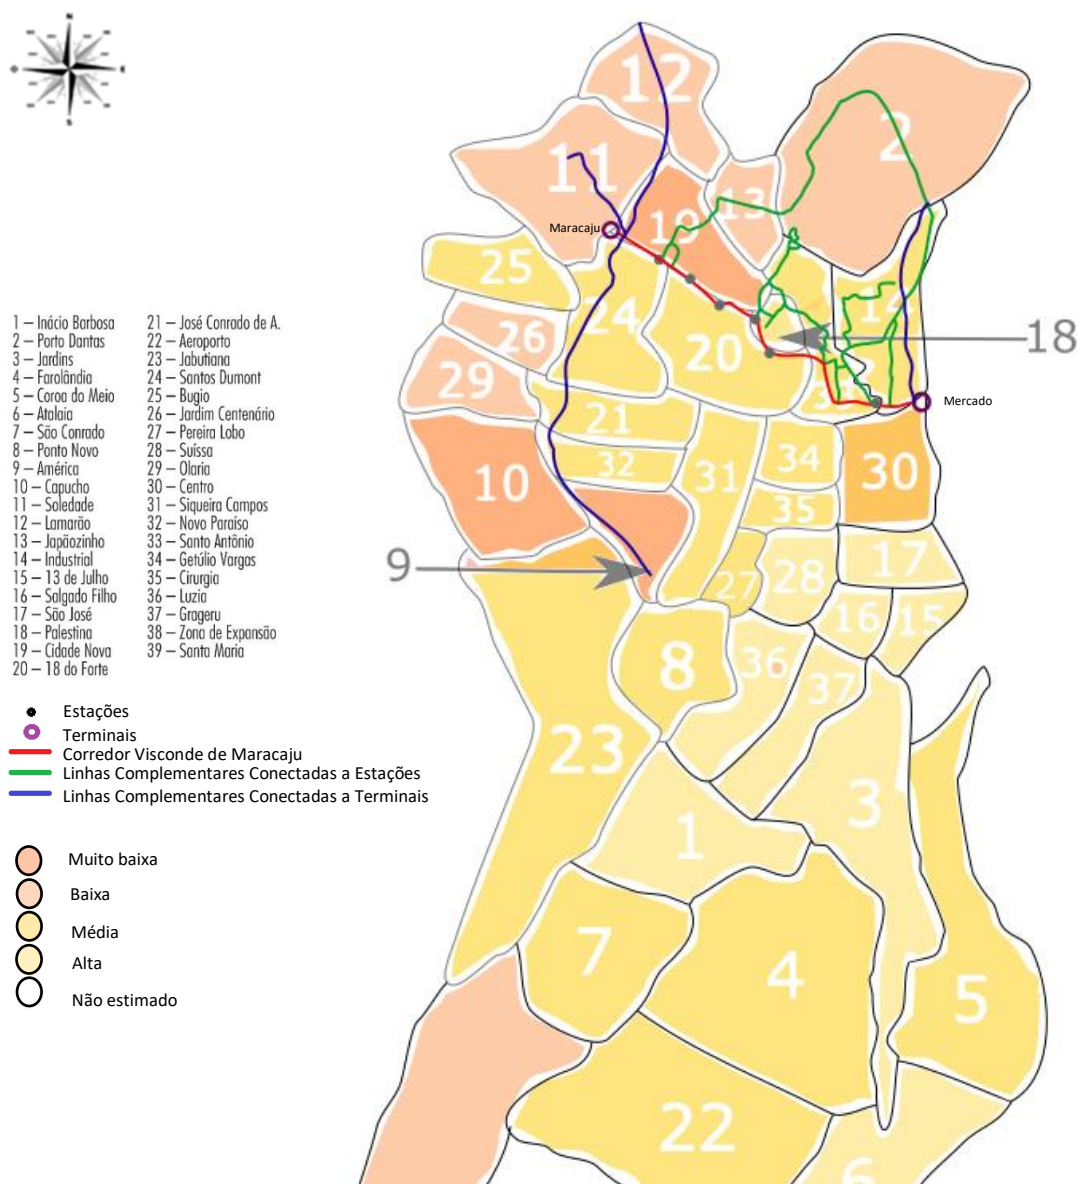 N
S
12
2
11
13
19
Maracaju
25
14
24
18
26
20
29
33
Mercado
21
34
31
32
30
10
35
17
9
28
27
16
15
8
36
37
23
3
1
7
4
5
22
6
1 – Inácio Barbosa
2 – Porto Dantas
3 – Jardins
4 – Farolândia
5 – Coroa do Meio
6 – Atalaia
7 – São Conrado
8 – Ponto Novo
9 – América
10 – Capucho
11 – Soledade
12 – Lamarão
13 – Japãozinho
14 – Industrial
15 – 13 de Julho
16 – Salgado Filho
17 – São José
18 – Palestina
19 – Cidade Nova
20 – 18 do Forte
21 – José Conrado de A.
22 – Aeroporto
23 – Jabutiana
24 – Santos Dumont
25 – Bugio
26 – Jardim Centenário
27 – Pereira Lobo
28 – Suíssa
29 – Olaria
30 – Centro
31 – Siqueira Campos
32 – Novo Paraíso
33 – Santo Antônio
34 – Getúlio Vargas
35 – Cirurgia
36 – Luzia
37 – Grageru
38 – Zona de Expansão
39 – Santa Maria
Estações
Terminais
Corredor Visconde de Maracaju
Linhas Complementares Conectadas a Estações
Linhas Complementares Conectadas a Terminais
Muito baixa
Baixa
Média
Alta
Não estimado